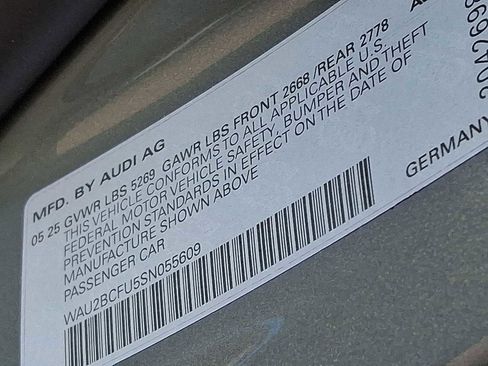 MFD. BY AUDI AG
05 25 GVWR LBS 5269 GAWR LBS FRONT 2668 / REAR 2778
THIS VEHICLE CONFORMS TO ALL APPLICABLE U.S.
FEDERAL MOTOR VEHICLE SAFETY, BUMPER AND THEFT
PREVENTION STANDARDS IN EFFECT ON THE DATE OF
MANUFACTURE SHOWN ABOVE
PASSENGER CAR
WAU2BCFU5SN055609
GERMANY